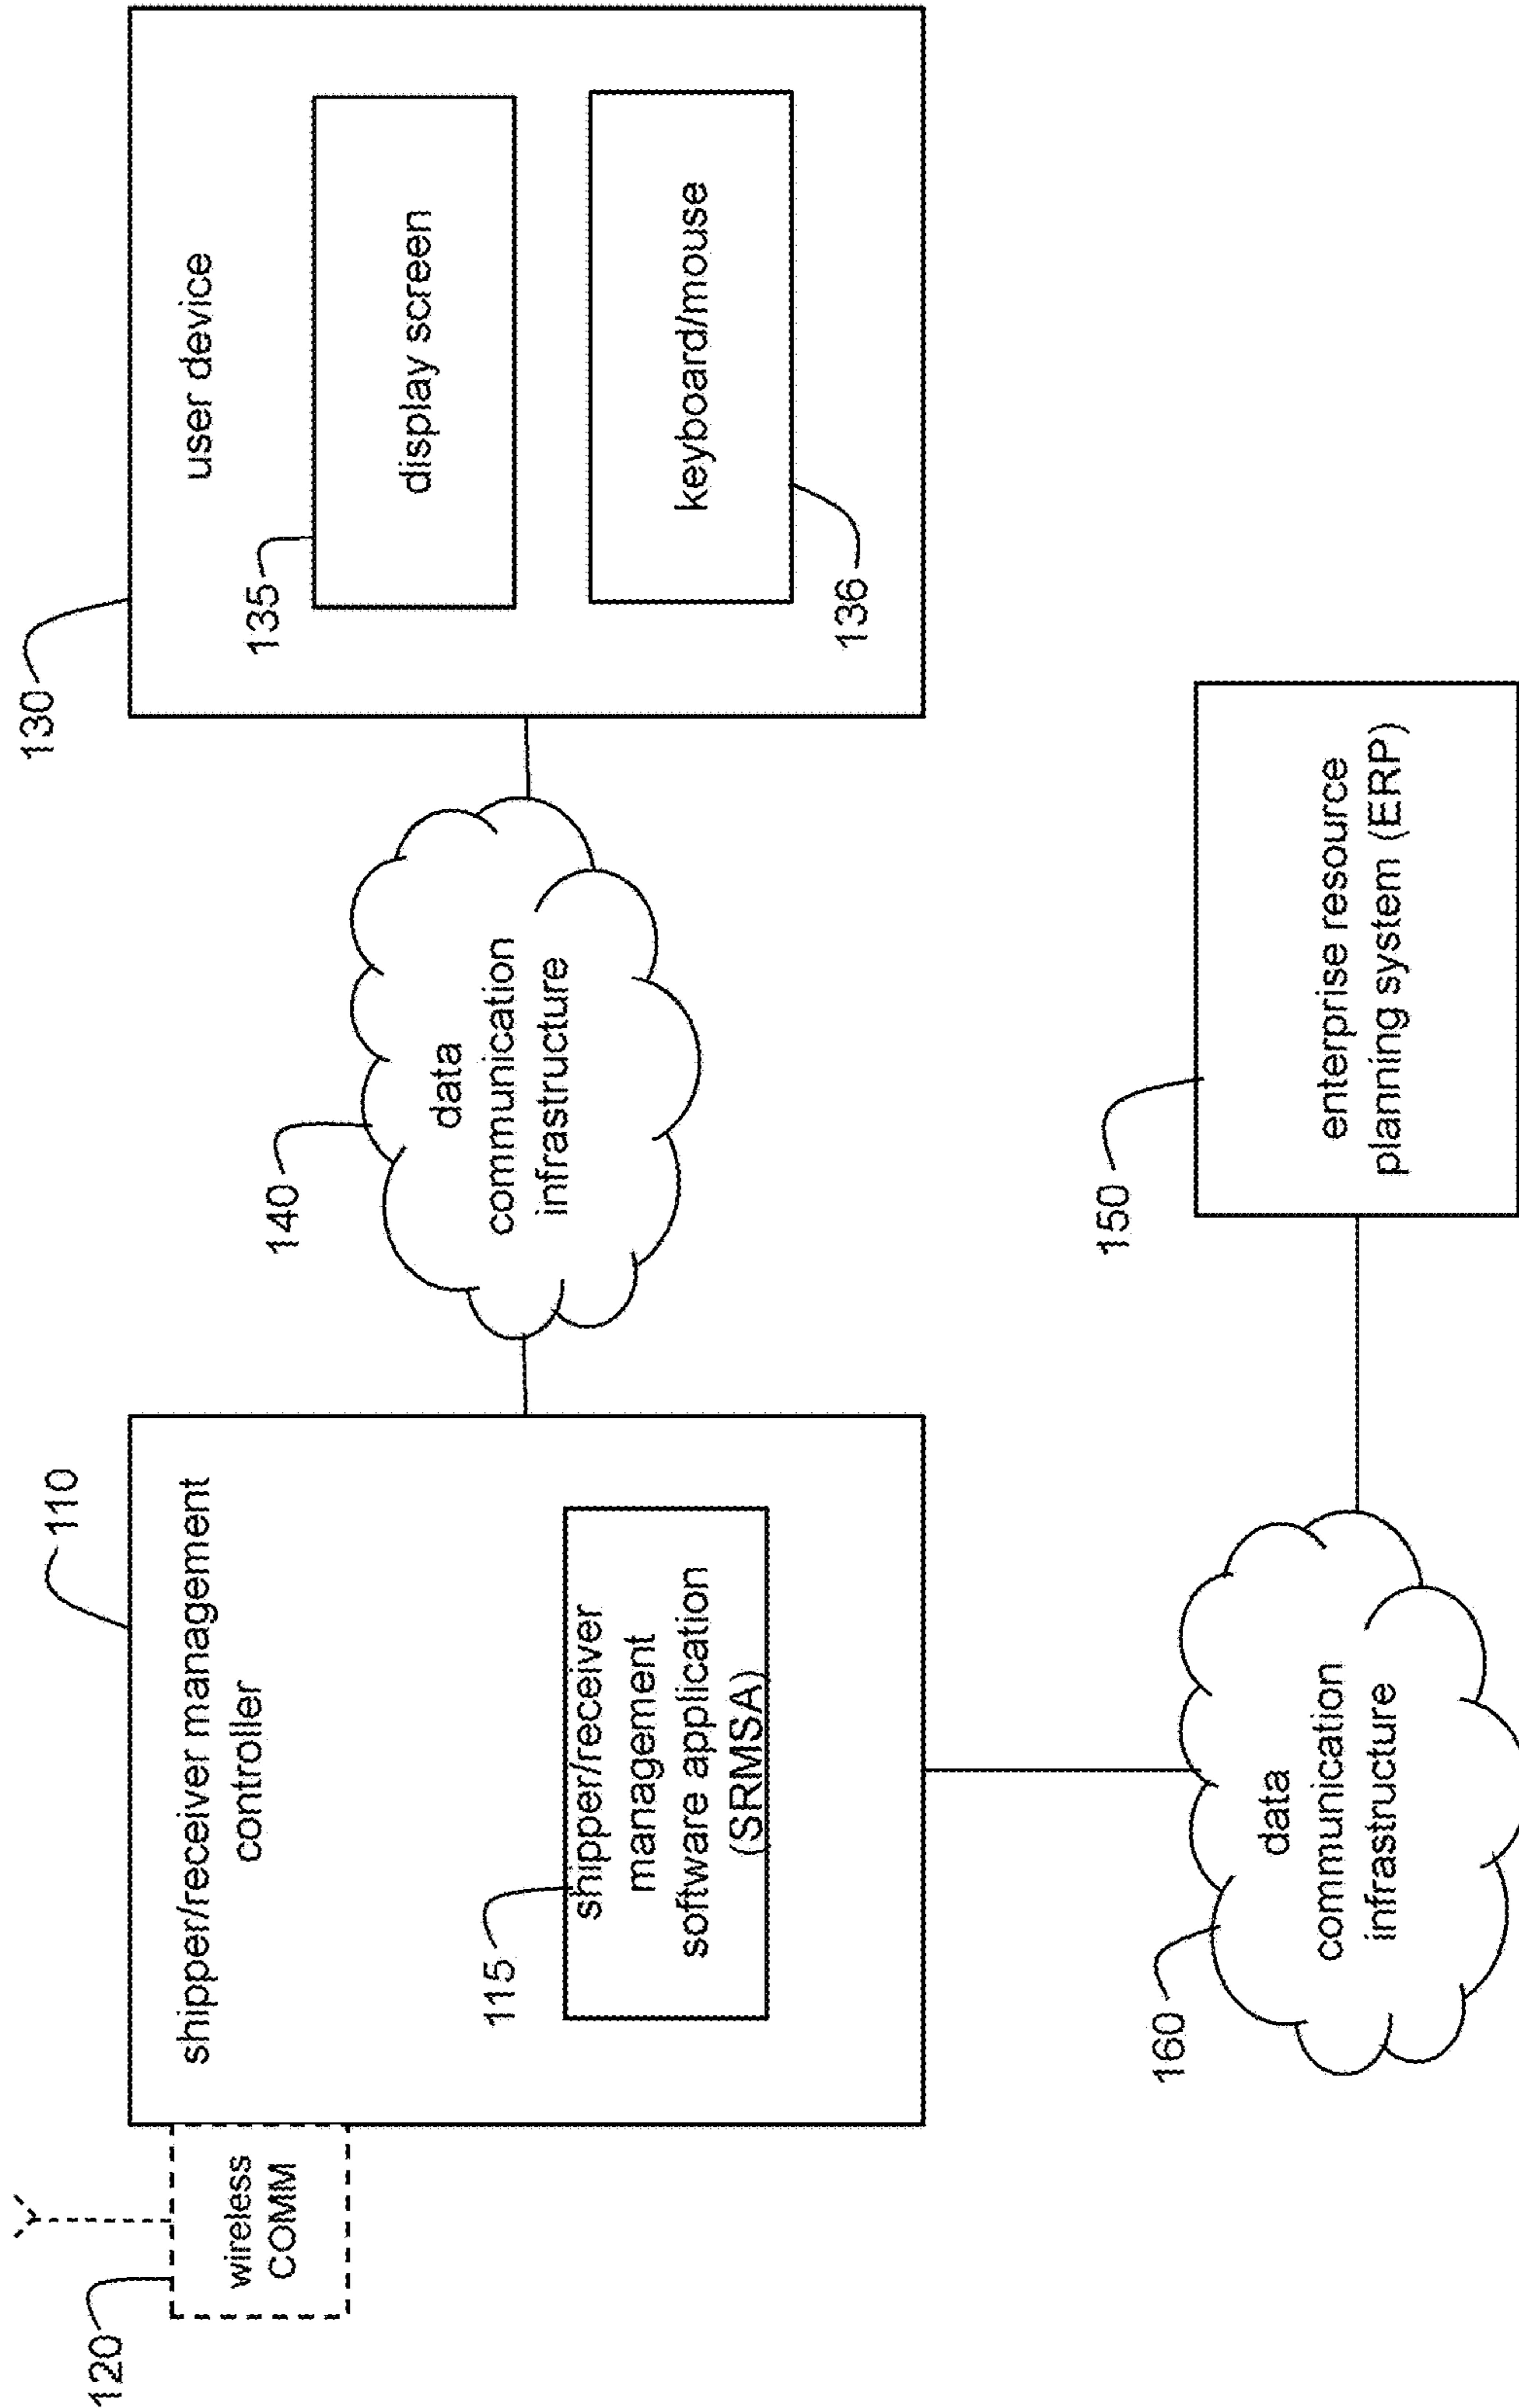 120
wireless
COMM
110
shipper/receiver management
controller
115
shipper/receiver
management
software application
(SRMSA)
140
data
communication
infrastructure
130
user device
135
display screen
keyboard/mouse
136
160
data
communication
infrastructure
150
enterprise resource
planning system (ERP)